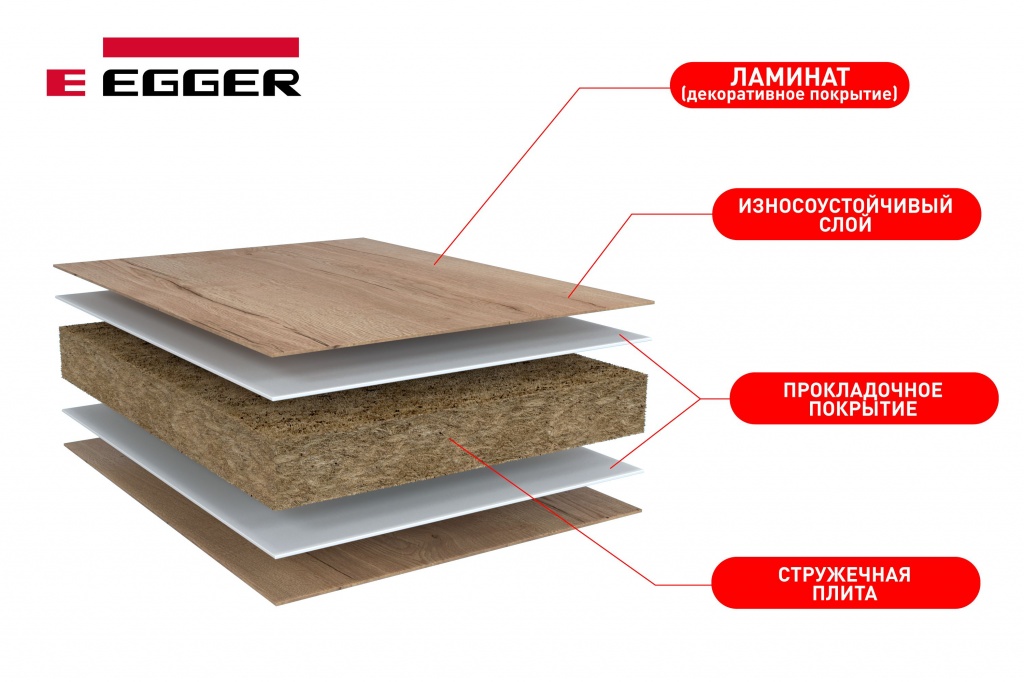 E EGGER
ЛАМИНАТ
(декоративное покрытие)
ИЗНОСОУСТОЙЧИВЫЙ
СЛОЙ
ПРОКЛАДОЧНОЕ
ПОКРЫТИЕ
СТРУЖЕЧНАЯ
ПЛИТА